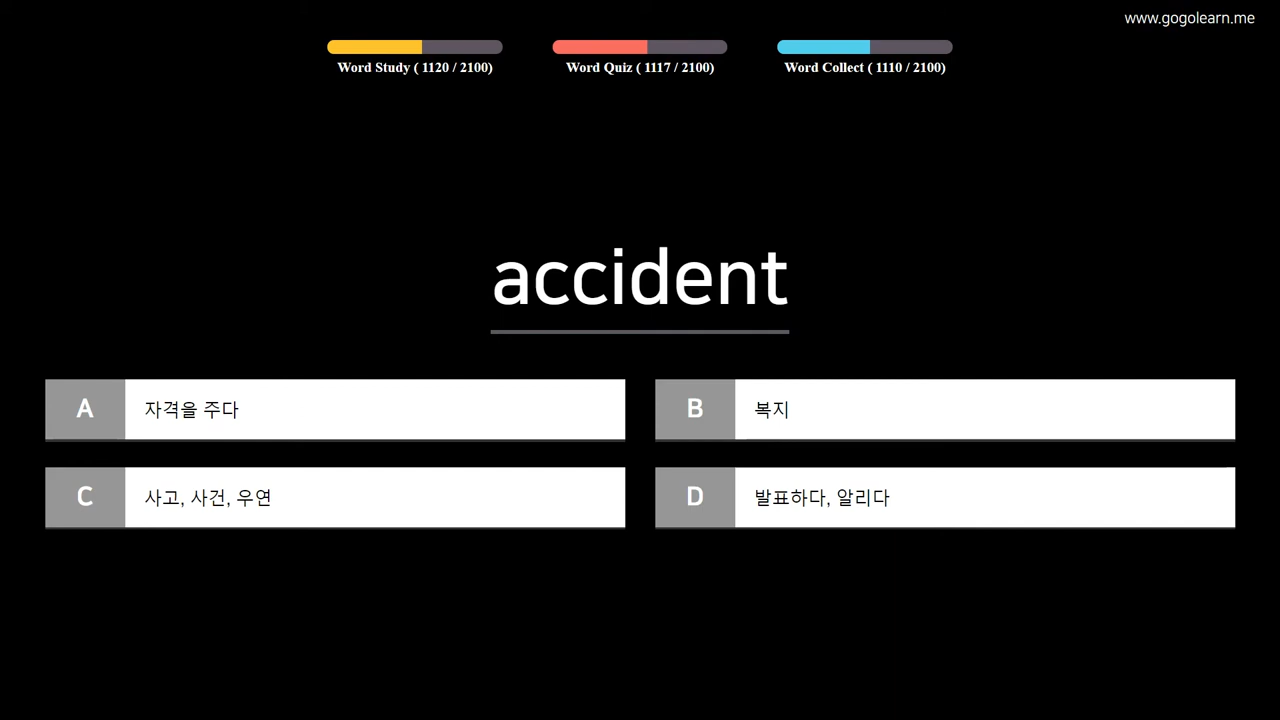 www.gogolearn.me
Word Study ( 1120 / 2100)
Word Quiz ( 1117 / 2100)
Word Collect ( 1110 / 2100)
accident
A 자격을 주다
B 복지
C 사고, 사건, 우연
D 발표하다, 알리다